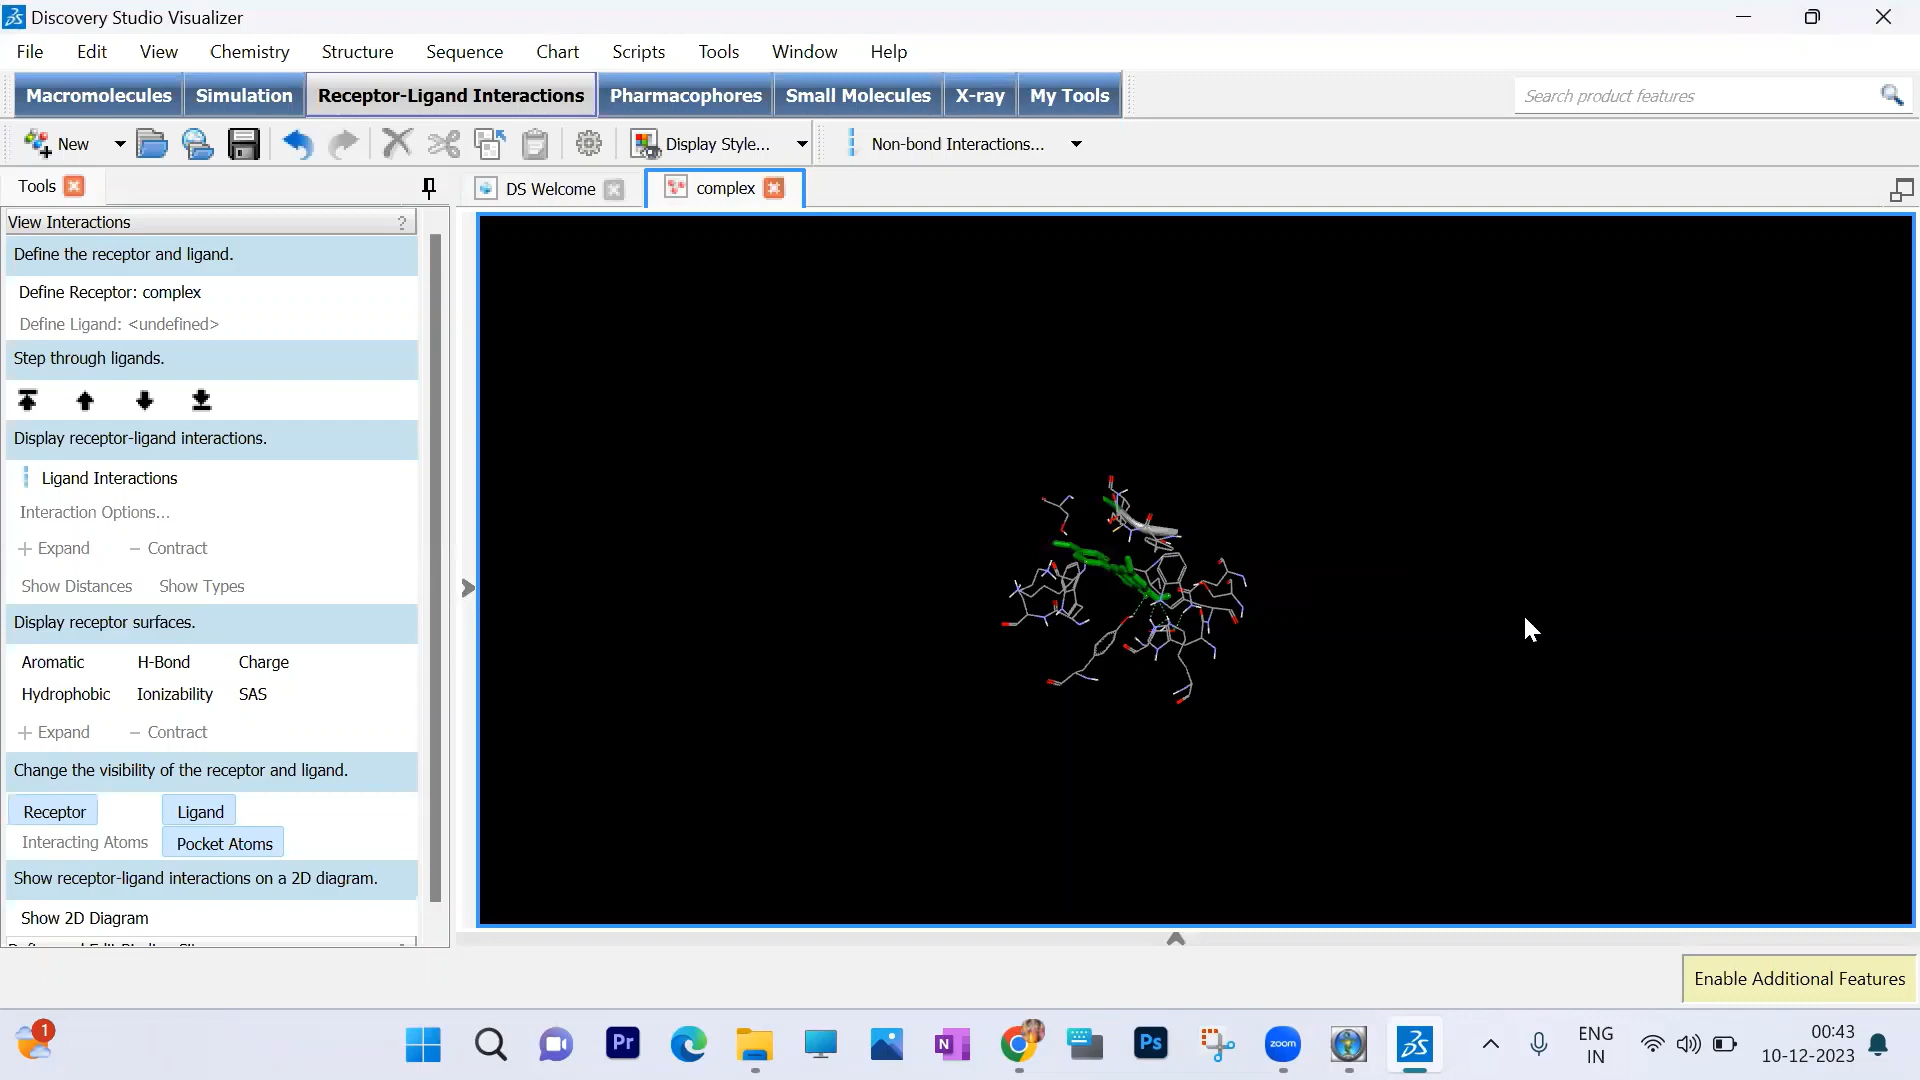 Discovery Studio Visualizer
File Edit View Chemistry Structure Sequence Chart Scripts Tools Window Help
Macromolecules Simulation Receptor-Ligand Interactions Pharmacophores Small Molecules X-ray My Tools Search product features
New Display Style... Non-bond Interactions...
Tools DS Welcome complex
View Interactions ?
Define the receptor and ligand.
Define Receptor: complex
Define Ligand: <undefined>
Step through ligands.
Display receptor-ligand interactions.
Ligand Interactions
Interaction Options...
+ Expand − Contract
Show Distances Show Types
Display receptor surfaces.
Aromatic H-Bond Charge
Hydrophobic Ionizability SAS
+ Expand − Contract
Change the visibility of the receptor and ligand.
Receptor Ligand
Interacting Atoms Pocket Atoms
Show receptor-ligand interactions on a 2D diagram.
Show 2D Diagram
Enable Additional Features
1
Pr
N
Ps
zoom
ENG
IN
00:43
10-12-2023